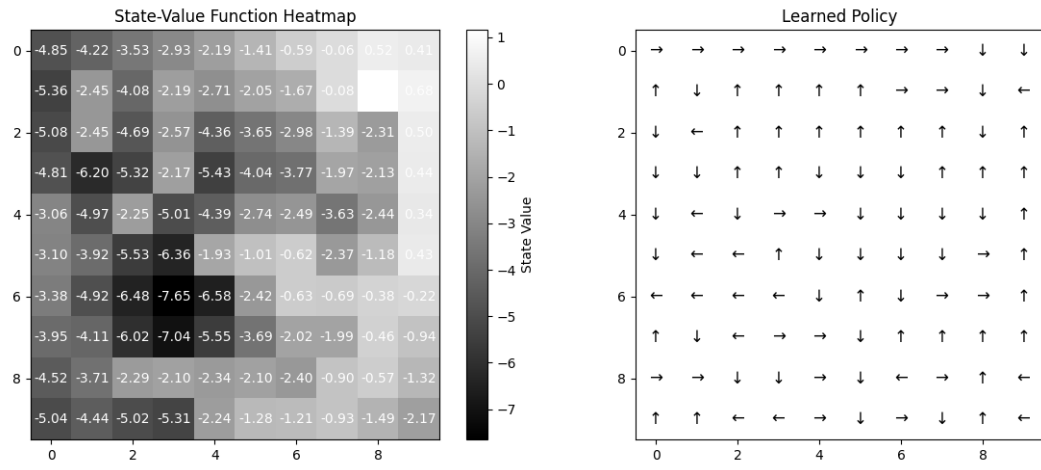 State-Value Function Heatmap
Learned Policy
0 -4.85 -4.22 -3.53 -2.93 -2.19 -1.41 -0.59 -0.06 0.52 0.41
-5.36 -2.45 -4.08 -2.19 -2.71 -2.05 -1.67 -0.08 0.68
2 -5.08 -2.45 -4.69 -2.57 -4.36 -3.65 -2.98 -1.39 -2.31 0.50
-4.81 -6.20 -5.32 -2.17 -5.43 -4.04 -3.77 -1.97 -2.13 0.44
4 -3.06 -4.97 -2.25 -5.01 -4.39 -2.74 -2.49 -3.63 -2.44 0.34
-3.10 -3.92 -5.53 -6.36 -1.93 -1.01 -0.62 -2.37 -1.18 0.43
6 -3.38 -4.92 -6.48 -7.65 -6.58 -2.42 -0.63 -0.69 -0.38 -0.22
-3.95 -4.11 -6.02 -7.04 -5.55 -3.69 -2.02 -1.99 -0.46 -0.94
8 -4.52 -3.71 -2.29 -2.10 -2.34 -2.10 -2.40 -0.90 -0.57 -1.32
-5.04 -4.44 -5.02 -5.31 -2.24 -1.28 -1.21 -0.93 -1.49 -2.17
0 2 4 6 8
1
0
−1
−2
−3
−4
−5
−6
−7
State Value
0 → → → → → → → → ↓ ↓
↑ ↓ ↑ ↑ ↑ ↑ → → ↓ ←
2 ↓ ← ↑ ↑ ↑ ↑ ↑ ↑ ↓ ↑
↓ ↓ ↑ ↑ ↓ ↓ ↓ ↑ ↑ ↑
4 ↓ ← ↓ → → ↓ ↓ ↓ ↓ ↑
↓ ← ← ↑ ↓ ↓ ↓ ↓ → ↑
6 ← ← ← ← ↓ ↑ ↓ → → ↑
↑ ↓ ← → → ↓ ↑ ↑ ↑ ↑
8 → → ↓ ↓ → ↓ ← → ↑ ←
↑ ↑ ← ← → ↓ → ↓ ↑ ←
0 2 4 6 8